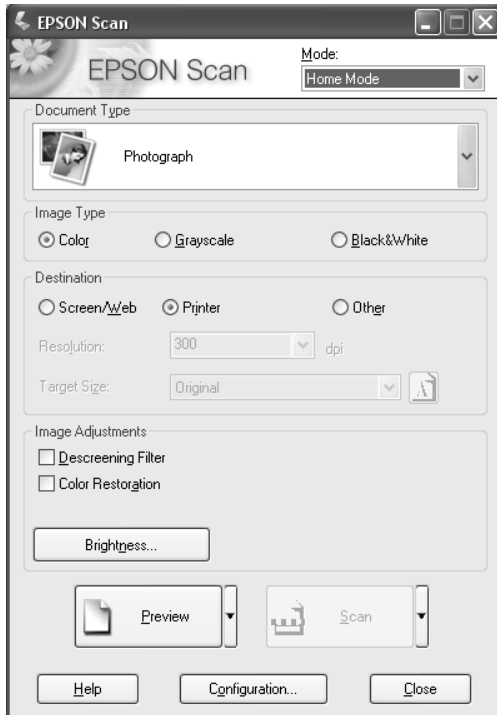 EPSON Scan
EPSON Scan
Mode:
Home Mode
Document Type
Photograph
Image Type
Color
Grayscale
Black&White
Destination
Screen/Web
Printer
Other
Resolution:
300
dpi
Target Size:
Original
Image Adjustments
Descreening Filter
Color Restoration
Brightness...
Preview
Scan
Help
Configuration...
Close